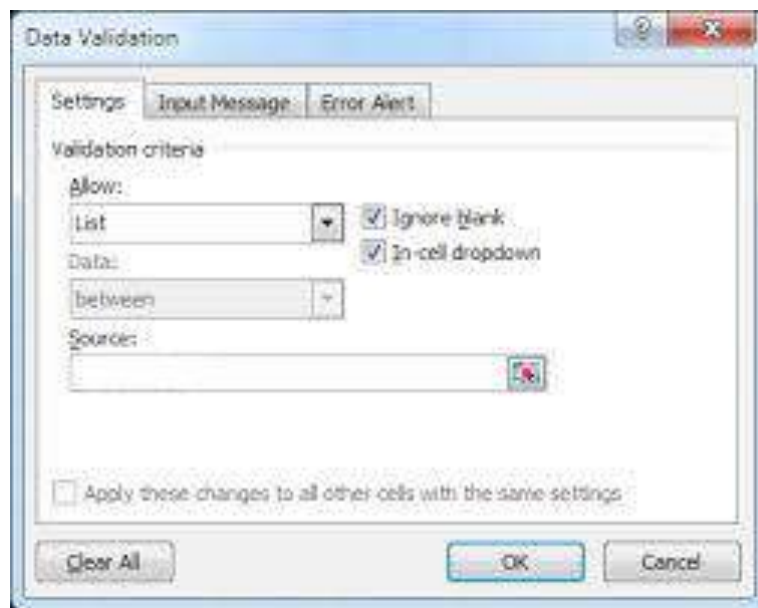 Data Validation
Settings Input Message Error Alert
Validation criteria
Allow:
List
Ignore blank
Data:
In-cell dropdown
between
Source:
Apply these changes to all other cells with the same settings
Clear All OK Cancel